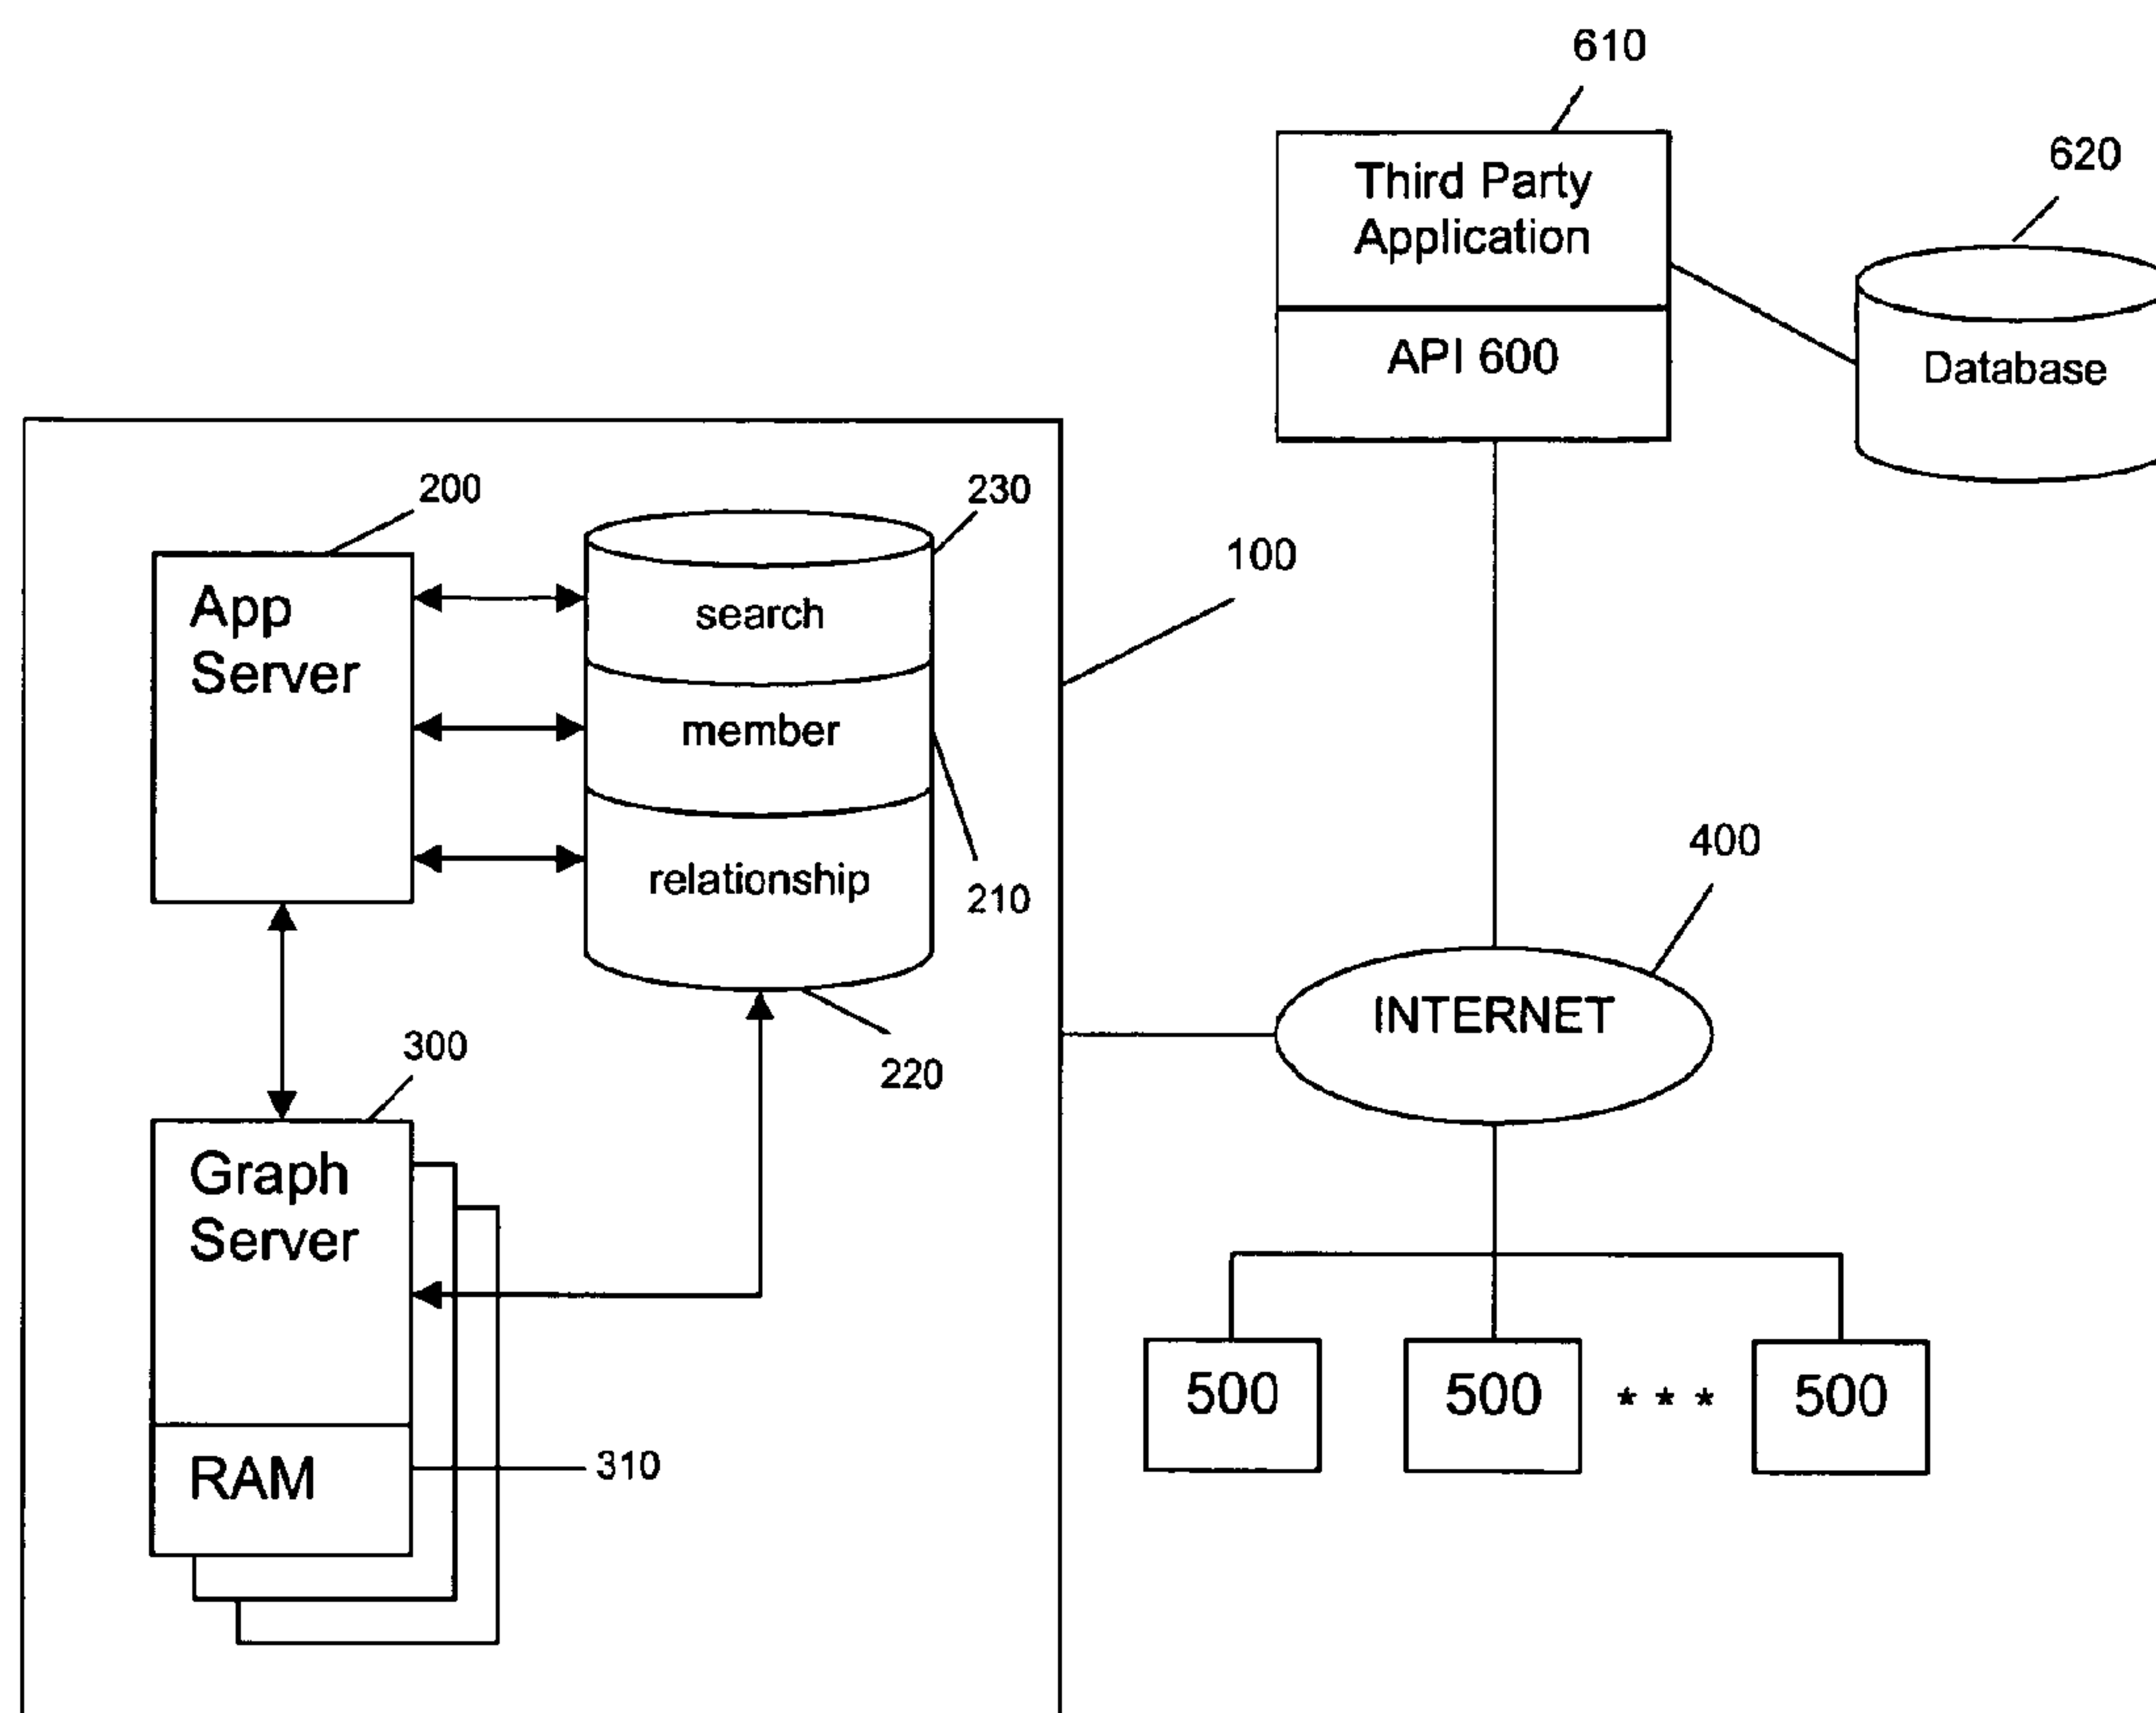 610
Third Party
Application
620
API 600
Database
200
230
App
Server
search
100
member
relationship
210
400
INTERNET
300
220
Graph
Server
500
500
* * *
500
RAM
310